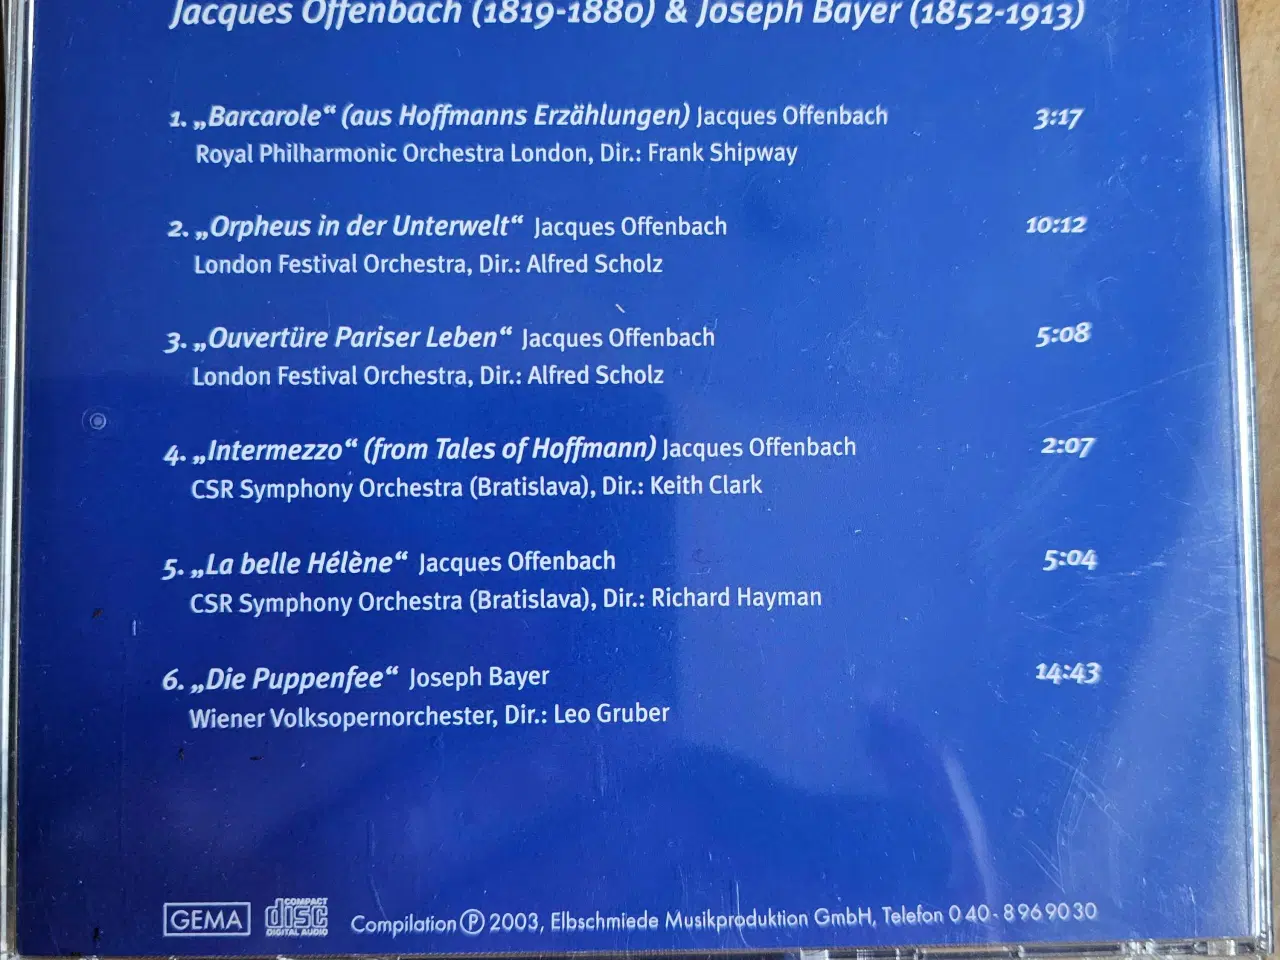 Jacques Offenbach (1819-1880) & Joseph Bayer (1852-1913)
1. „Barcarole“ (aus Hoffmanns Erzählungen) Jacques Offenbach 3:17
Royal Philharmonic Orchestra London, Dir.: Frank Shipway
2. „Orpheus in der Unterwelt“ Jacques Offenbach 10:12
London Festival Orchestra, Dir.: Alfred Scholz
3. „Ouvertüre Pariser Leben“ Jacques Offenbach 5:08
London Festival Orchestra, Dir.: Alfred Scholz
4. „Intermezzo“ (from Tales of Hoffmann) Jacques Offenbach 2:07
CSR Symphony Orchestra (Bratislava), Dir.: Keith Clark
5. „La belle Hélène“ Jacques Offenbach 5:04
CSR Symphony Orchestra (Bratislava), Dir.: Richard Hayman
6. „Die Puppenfee“ Joseph Bayer 14:43
Wiener Volksopernorchester, Dir.: Leo Gruber
GEMA COMPACT disc DIGITAL AUDIO Compilation ℗ 2003, Elbschmiede Musikproduktion GmbH, Telefon 040-8969030